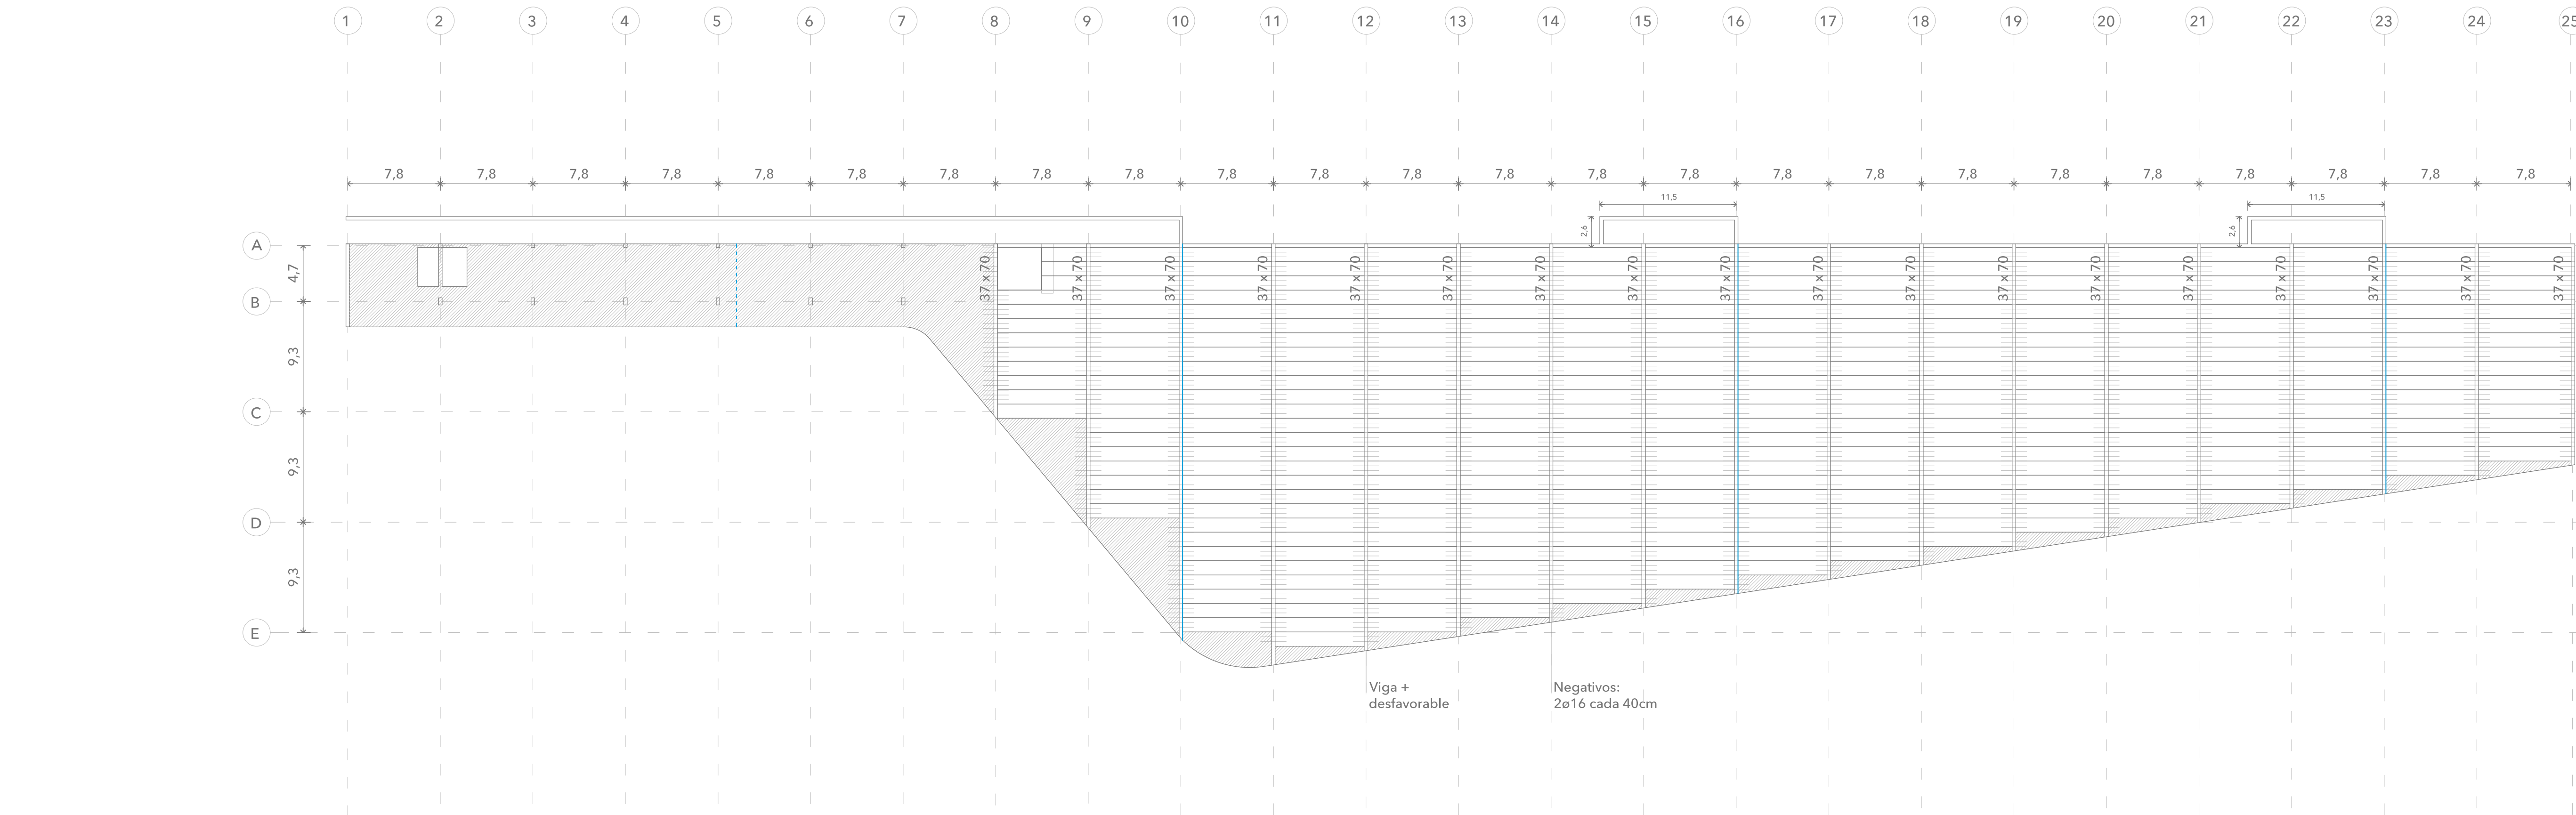 1 2 3 4 5 6 7 8 9 10 11 12 13 14 15 16 17 18 19 20 21 22 23 24 25
7,8 7,8 7,8 7,8 7,8 7,8 7,8 7,8 7,8 7,8 7,8 7,8 7,8 7,8 7,8 7,8 7,8 7,8 7,8 7,8 7,8 7,8 7,8 7,8
11,5 11,5
2,6 2,6
A
4,7
37 x 70 37 x 70 37 x 70 37 x 70 37 x 70 37 x 70 37 x 70 37 x 70 37 x 70 37 x 70 37 x 70 37 x 70 37 x 70 37 x 70 37 x 70 37 x 70 37 x 70 37 x 70
B
9,3
C
9,3
D
9,3
E
Viga +
desfavorable
Negativos:
2ø16 cada 40cm